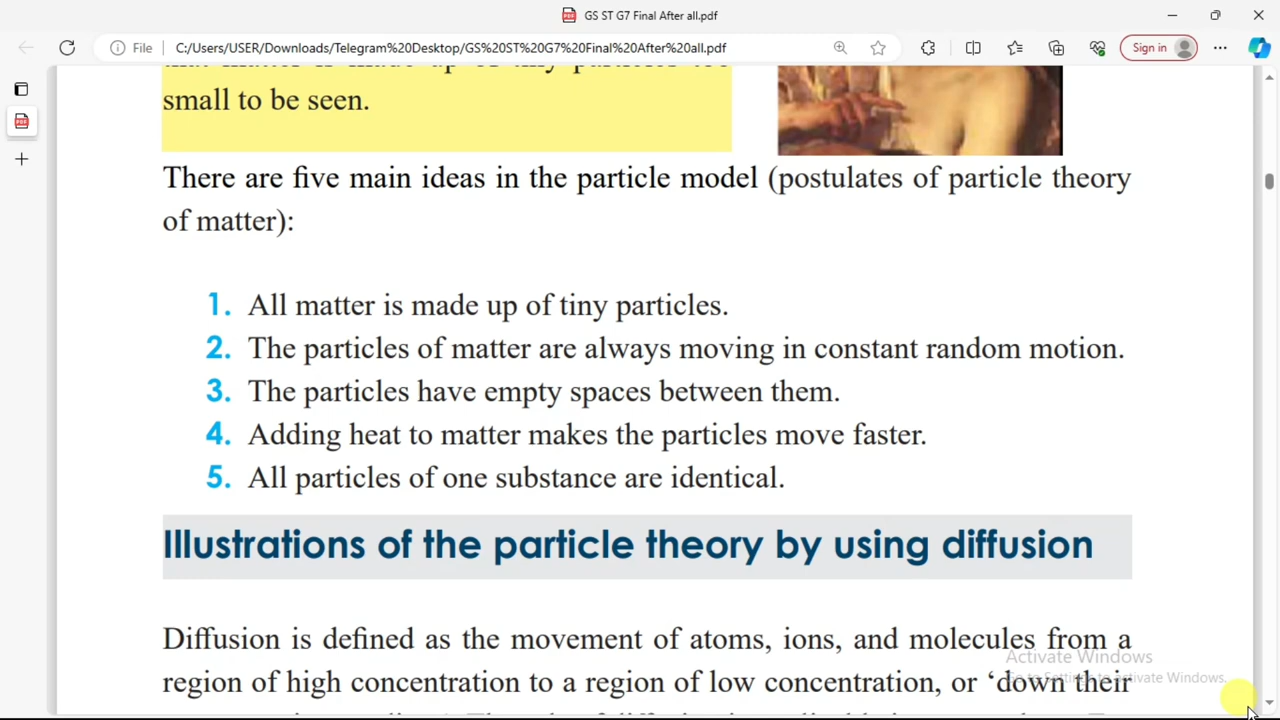 GS ST G7 Final After all.pdf
File
C:/Users/USER/Downloads/Telegram%20Desktop/GS%20ST%20G7%20Final%20After%20all.pdf
Sign in
small to be seen.
There are five main ideas in the particle model (postulates of particle theory
of matter):
1. All matter is made up of tiny particles.
2. The particles of matter are always moving in constant random motion.
3. The particles have empty spaces between them.
4. Adding heat to matter makes the particles move faster.
5. All particles of one substance are identical.
Illustrations of the particle theory by using diffusion
Diffusion is defined as the movement of atoms, ions, and molecules from a
region of high concentration to a region of low concentration, or ‘down their
Activate Windows
Go to Settings to activate Windows.